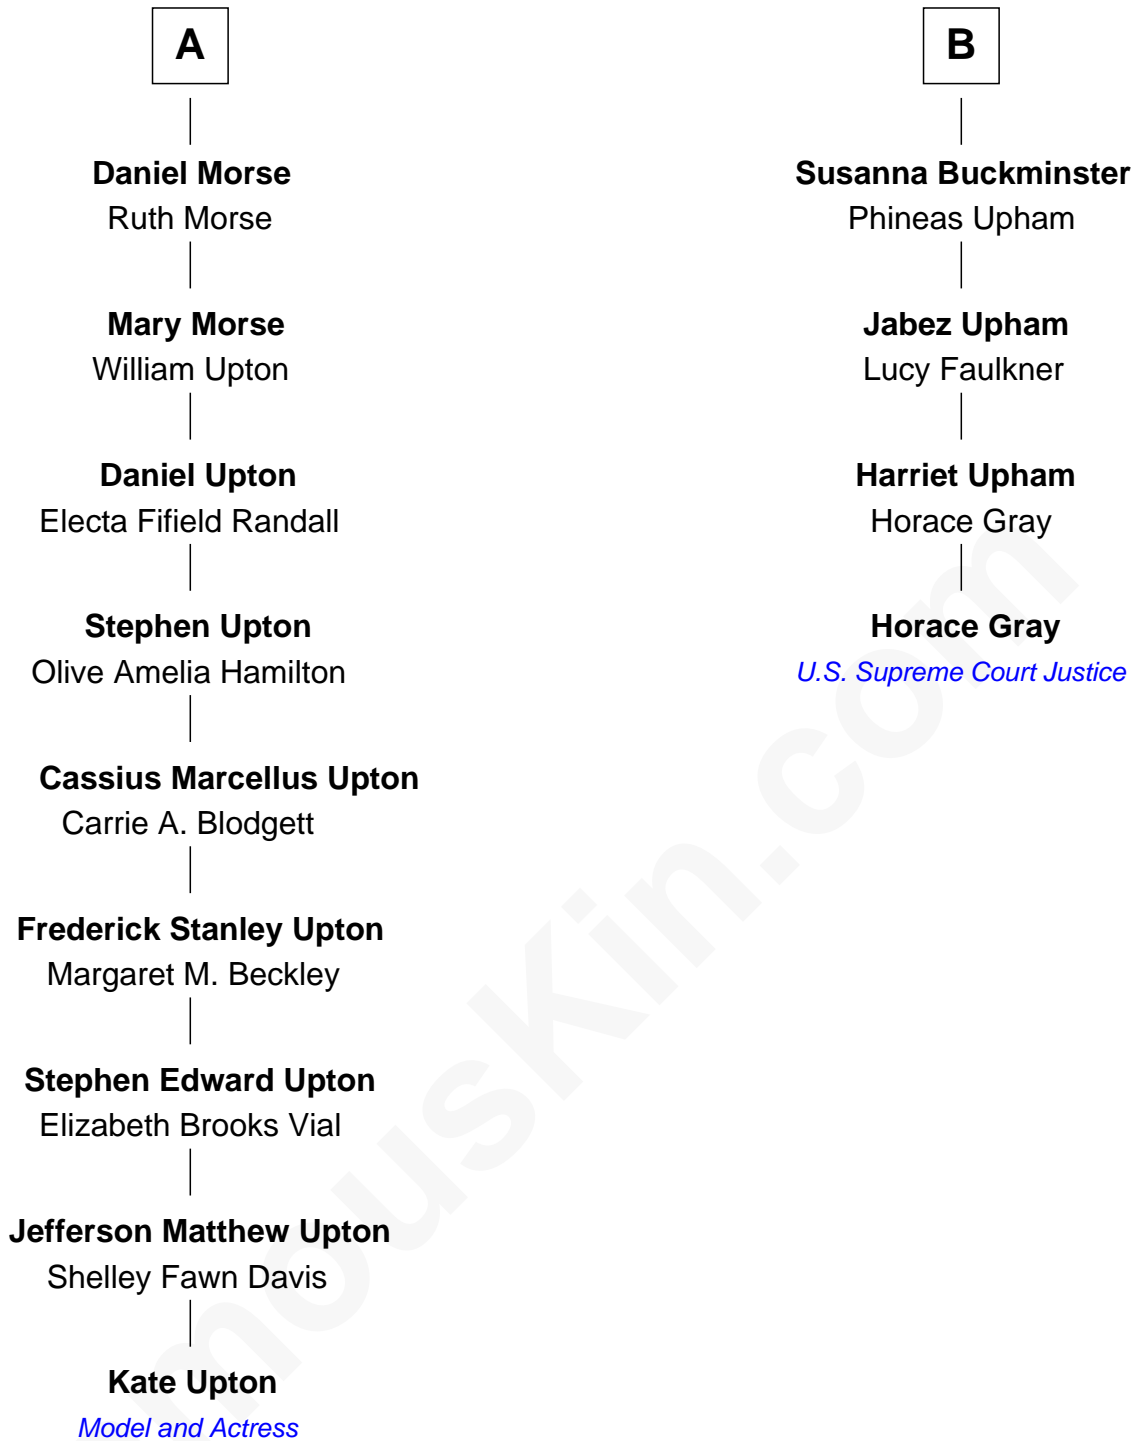 A
Daniel Morse
Ruth Morse
Mary Morse
William Upton
Daniel Upton
Electa Fifield Randall
Stephen Upton
Olive Amelia Hamilton
Cassius Marcellus Upton
Carrie A. Blodgett
Frederick Stanley Upton
Margaret M. Beckley
Stephen Edward Upton
Elizabeth Brooks Vial
Jefferson Matthew Upton
Shelley Fawn Davis
Kate Upton
Model and Actress
B
Susanna Buckminster
Phineas Upham
Jabez Upham
Lucy Faulkner
Harriet Upham
Horace Gray
Horace Gray
U.S. Supreme Court Justice
mousKin.com